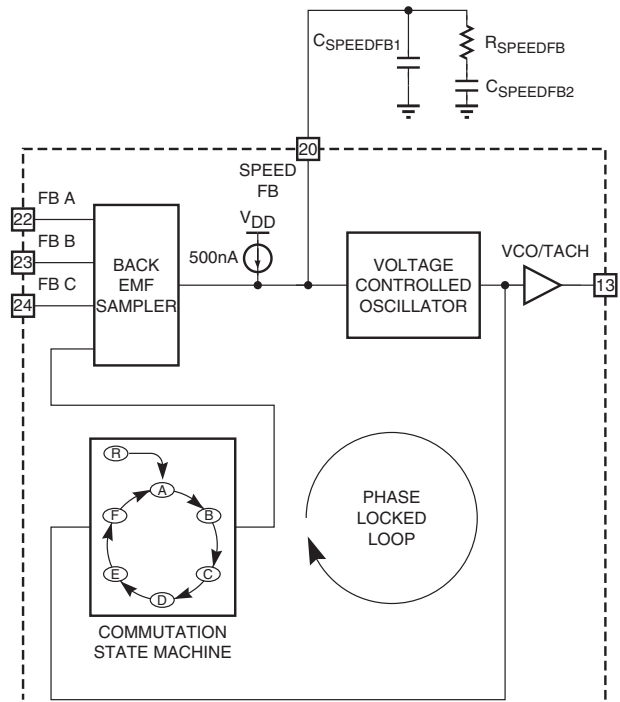 CSPEEDFB1
RSPEEDFB
CSPEEDFB2
20
SPEED
FB
FB A
22
FB B
23
FB C
24
BACK
EMF
SAMPLER
VDD
500nA
VOLTAGE
CONTROLLED
OSCILLATOR
VCO/TACH
13
R
A
B
C
D
E
F
COMMUTATION
STATE MACHINE
PHASE
LOCKED
LOOP